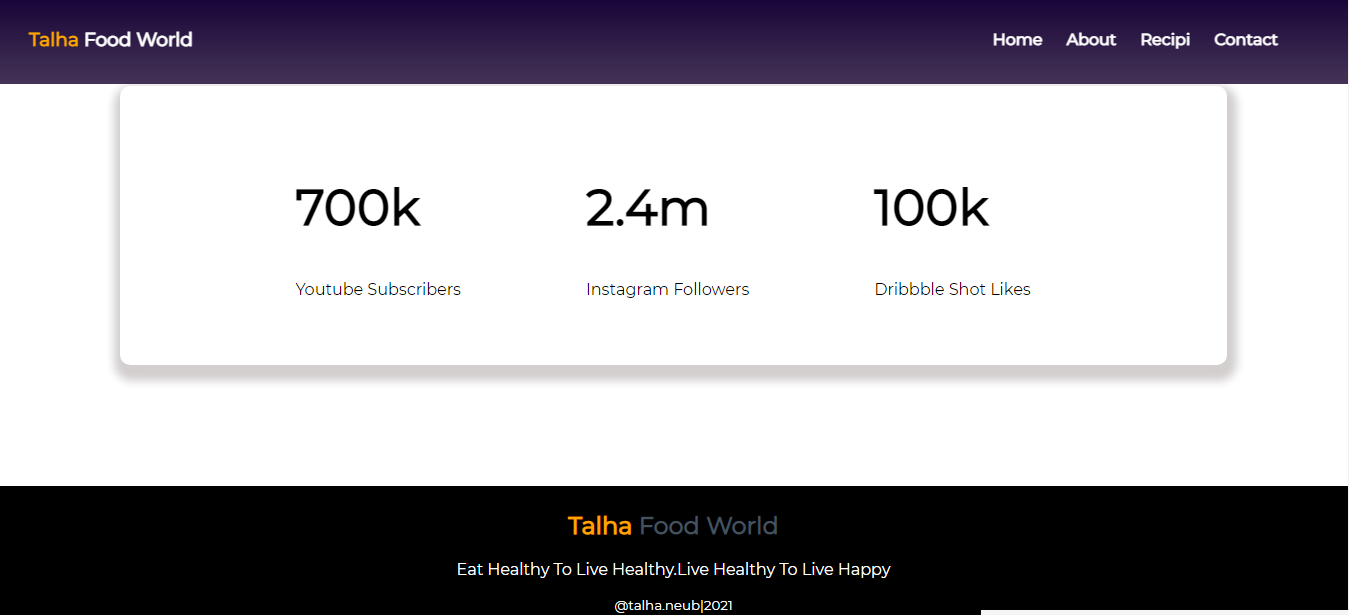 Talha Food World
Home About Recipi Contact
700k 2.4m 100k
Youtube Subscribers Instagram Followers Dribbble Shot Likes
Talha Food World
Eat Healthy To Live Healthy.Live Healthy To Live Happy
@talha.neub|2021